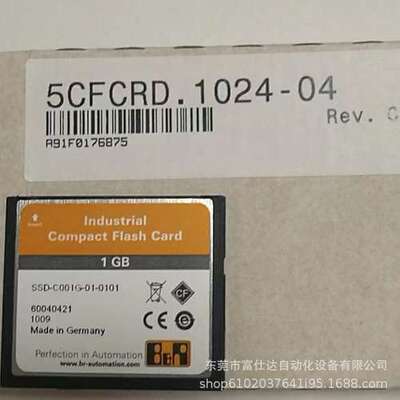 5CFCRD.1024-04
Rev. C
A91F0176875
Insert
Industrial
Compact Flash Card
1 GB
SSD-C001G-01-0101
60040421
1009
Made in Germany
CF
Perfection in Automation
www.br-automation.com
B&R
东莞市富仕达自动化设备有限公司
shop6102037641i95.1688.com